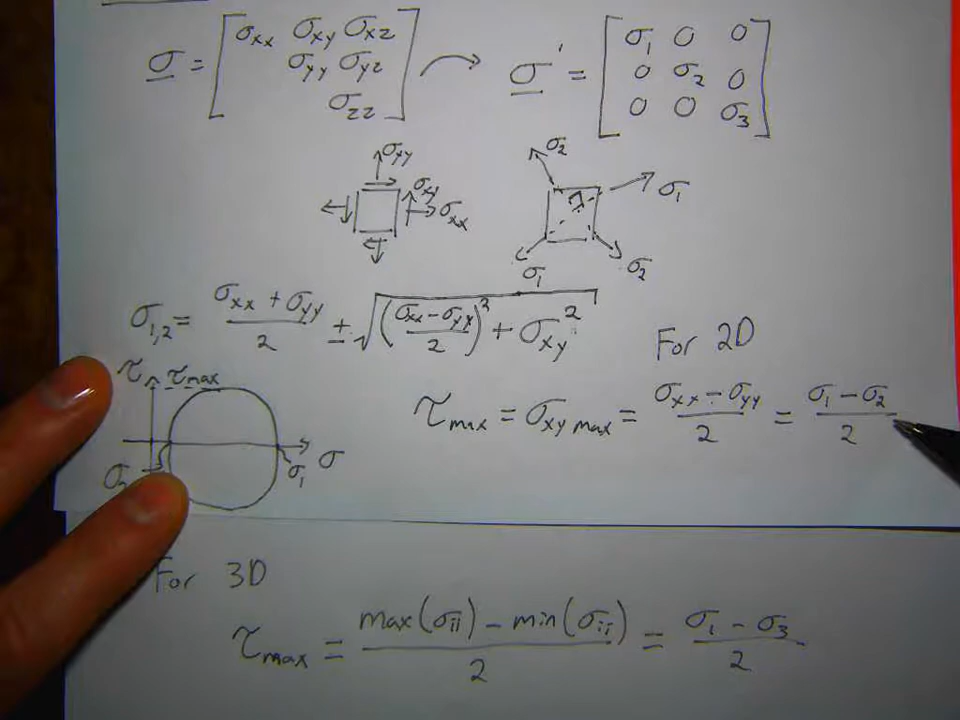 σ = [ σxx σxy σxz
σyy σyz
σzz ] → σ' = [ σ1 0 0
0 σ2 0
0 0 σ3 ]
σyy σxy σxx
σ2 σ1 σ1 σ2
σ1,2 = (σxx + σyy)/2 ± √(((σxx - σyy)/2)² + σxy²)
For 2D
τ τmax
τmax = σxy max = (σxx - σyy)/2 = (σ1 - σ2)/2
σ2 σ1 σ
For 3D
τmax = (max(σii) - min(σii))/2 = (σ1 - σ3)/2